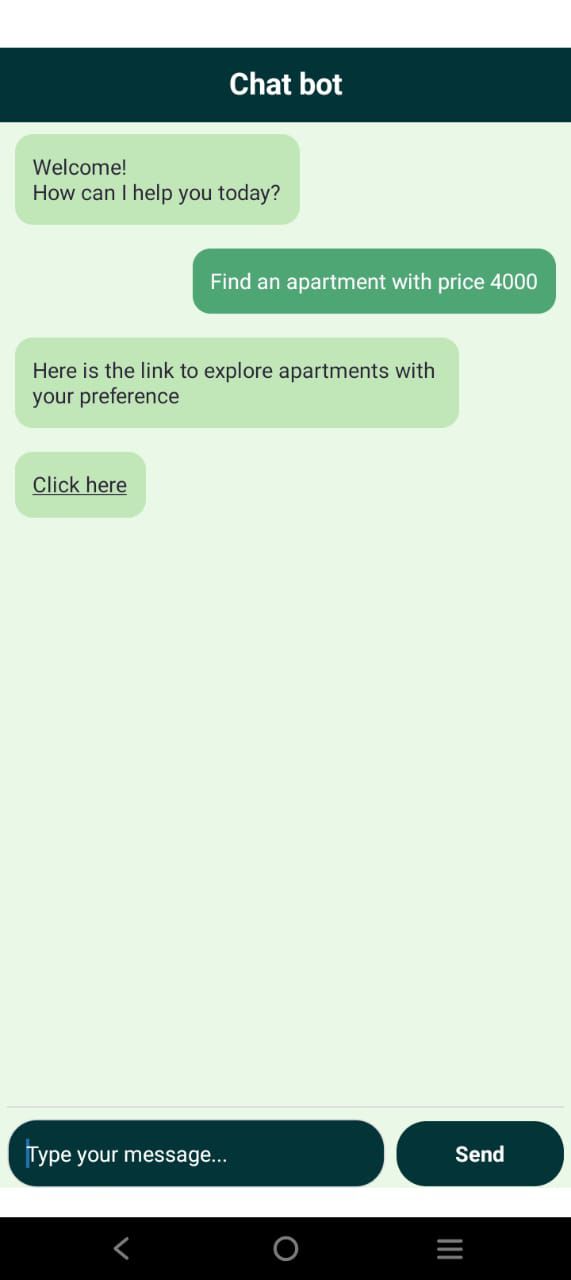 Chat bot
Welcome!
How can I help you today?
Find an apartment with price 4000
Here is the link to explore apartments with
your preference
Click here
Type your message...
Send